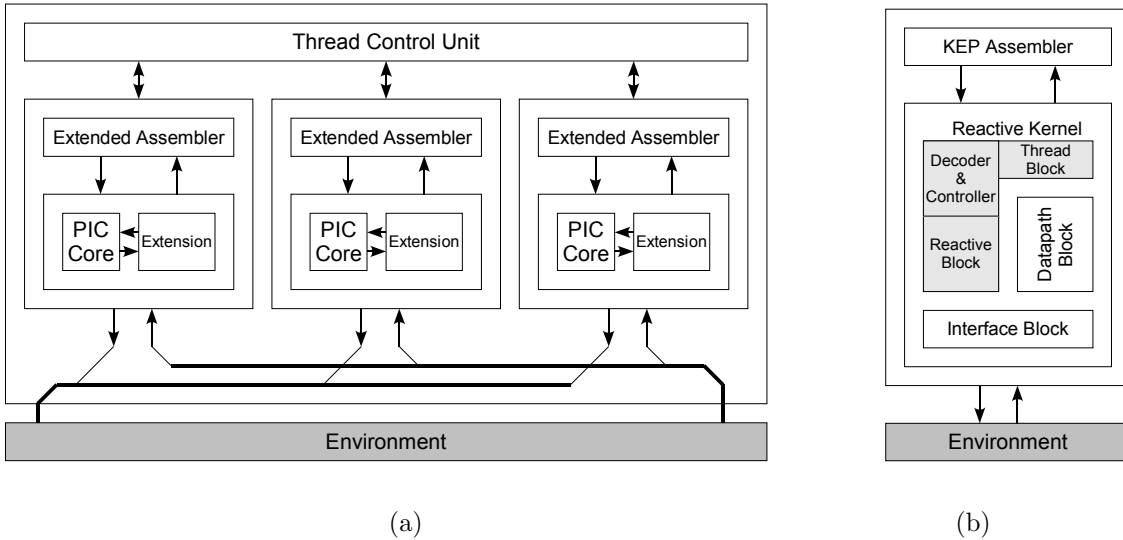 Thread Control Unit
Extended Assembler
PIC
Core
Extension
Extended Assembler
PIC
Core
Extension
Extended Assembler
PIC
Core
Extension
Environment
(a)
KEP Assembler
Reactive Kernel
Decoder
&
Controller
Thread
Block
Reactive
Block
Datapath
Block
Interface Block
Environment
(b)